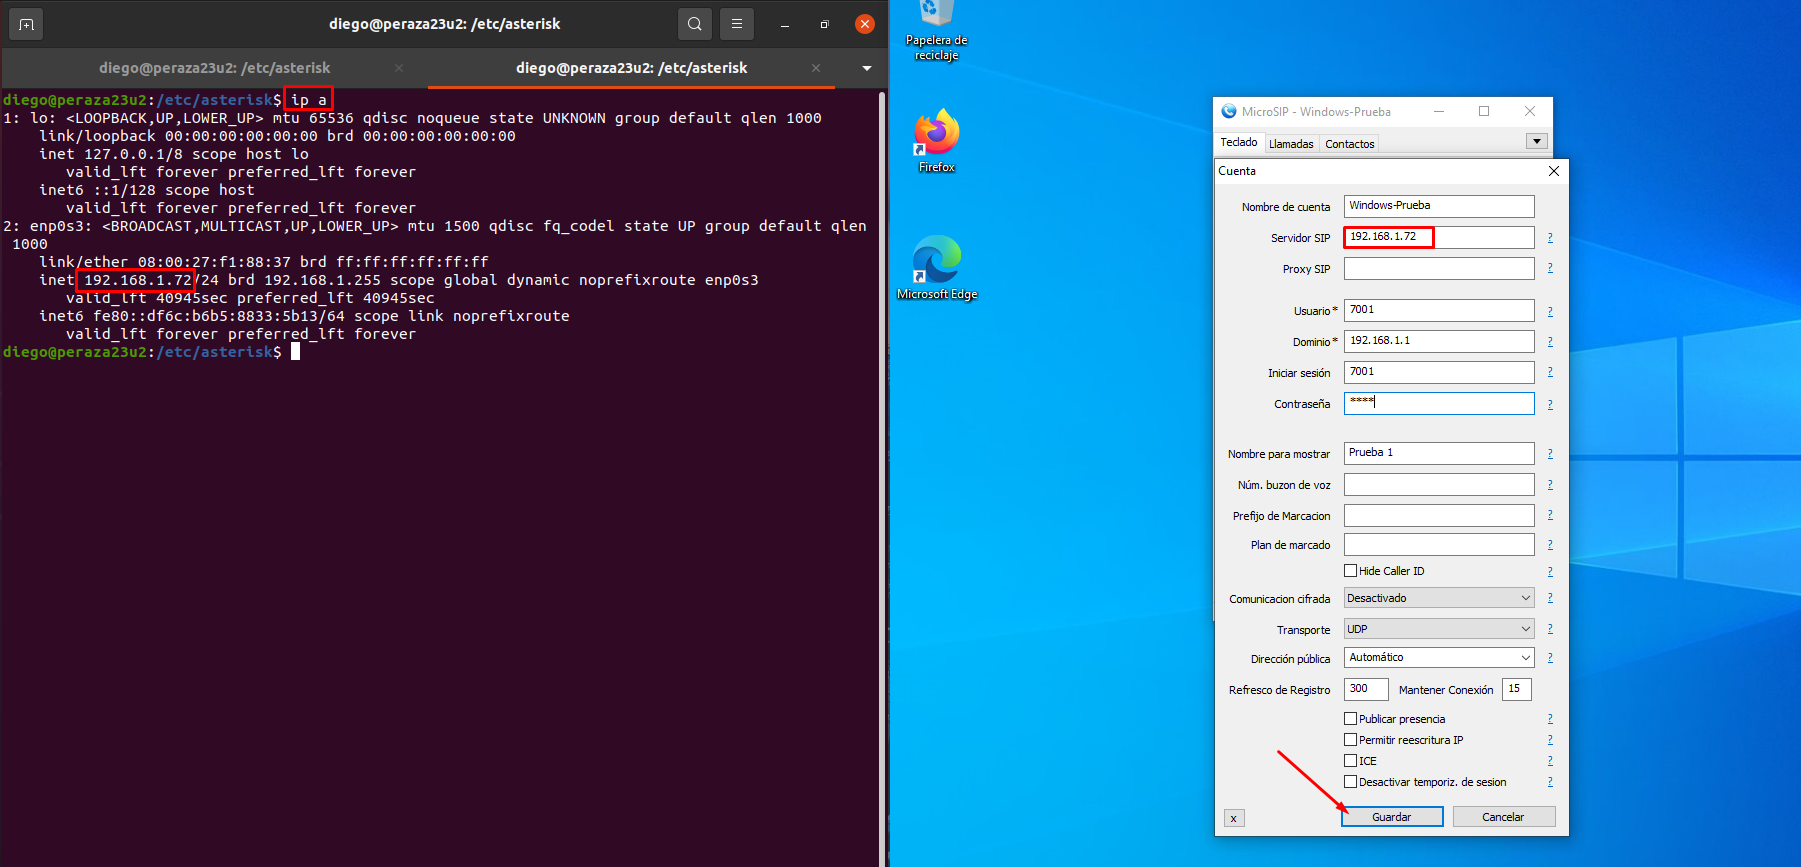 diego@peraza23u2: /etc/asterisk
diego@peraza23u2: /etc/asterisk
diego@peraza23u2: /etc/asterisk
diego@peraza23u2:/etc/asterisk$ ip a
1: lo: <LOOPBACK,UP,LOWER_UP> mtu 65536 qdisc noqueue state UNKNOWN group default qlen 1000
    link/loopback 00:00:00:00:00:00 brd 00:00:00:00:00:00
    inet 127.0.0.1/8 scope host lo
       valid_lft forever preferred_lft forever
    inet6 ::1/128 scope host
       valid_lft forever preferred_lft forever
2: enp0s3: <BROADCAST,MULTICAST,UP,LOWER_UP> mtu 1500 qdisc fq_codel state UP group default qlen
 1000
    link/ether 08:00:27:f1:88:37 brd ff:ff:ff:ff:ff:ff
    inet 192.168.1.72/24 brd 192.168.1.255 scope global dynamic noprefixroute enp0s3
       valid_lft 40945sec preferred_lft 40945sec
    inet6 fe80::df6c:b6b5:8833:5b13/64 scope link noprefixroute
       valid_lft forever preferred_lft forever
diego@peraza23u2:/etc/asterisk$
Papelera de
reciclaje
Firefox
Microsoft Edge
MicroSIP - Windows-Prueba
Teclado Llamadas Contactos
Cuenta
Nombre de cuenta Windows-Prueba
Servidor SIP 192.168.1.72 ?
Proxy SIP ?
Usuario* 7001 ?
Dominio* 192.168.1.1 ?
Iniciar sesión 7001 ?
Contraseña **** ?
Nombre para mostrar Prueba 1 ?
Núm. buzon de voz ?
Prefijo de Marcacion ?
Plan de marcado ?
Hide Caller ID ?
Comunicacion cifrada Desactivado ?
Transporte UDP ?
Dirección pública Automático ?
Refresco de Registro 300 Mantener Conexión 15
Publicar presencia ?
Permitir reescritura IP ?
ICE ?
Desactivar temporiz. de sesion ?
x Guardar Cancelar